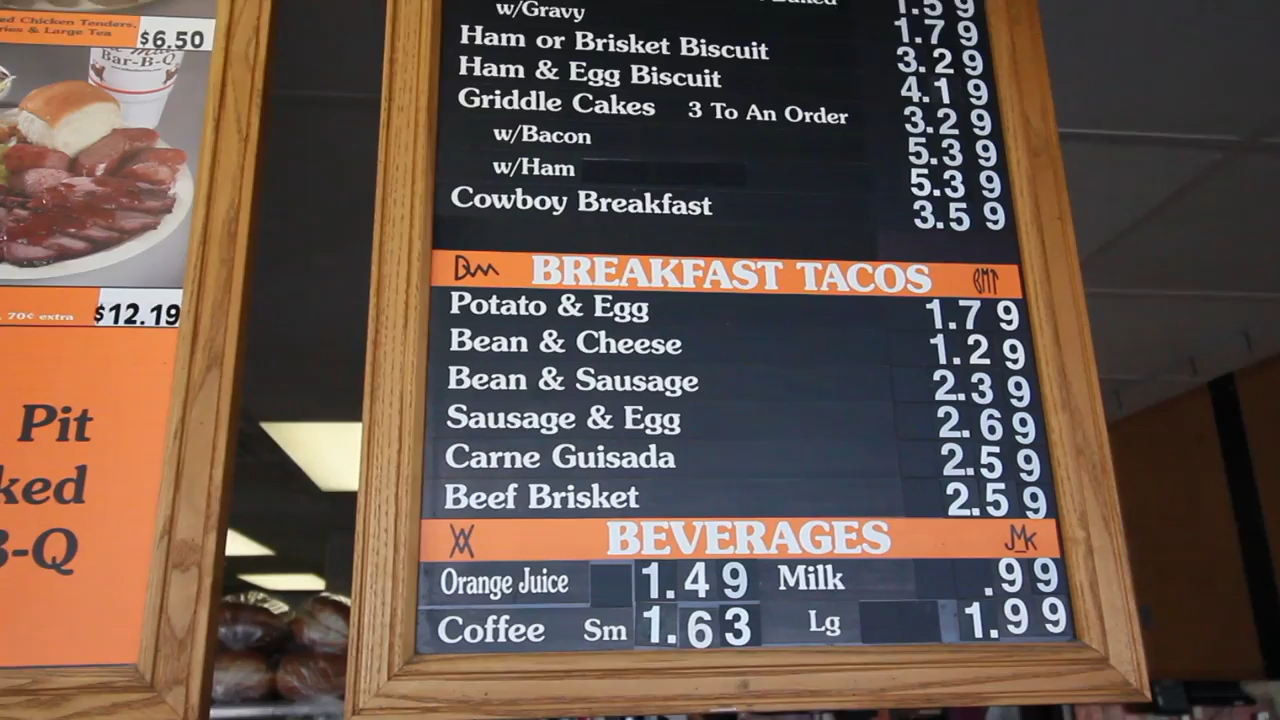 ed Chicken Tenders,
ries & Large Tea
$6.50
Bar-B-Q
, 70¢ extra
$12.19
Pit
ked
B-Q
1.59
w/Gravy 1.79
Ham or Brisket Biscuit 3.29
Ham & Egg Biscuit 4.19
Griddle Cakes 3 To An Order 3.29
w/Bacon 5.39
w/Ham 5.39
Cowboy Breakfast 3.59
BREAKFAST TACOS
Potato & Egg 1.79
Bean & Cheese 1.29
Bean & Sausage 2.39
Sausage & Egg 2.69
Carne Guisada 2.59
Beef Brisket 2.59
BEVERAGES
Orange Juice 1.49 Milk .99
Coffee Sm 1.63 Lg 1.99